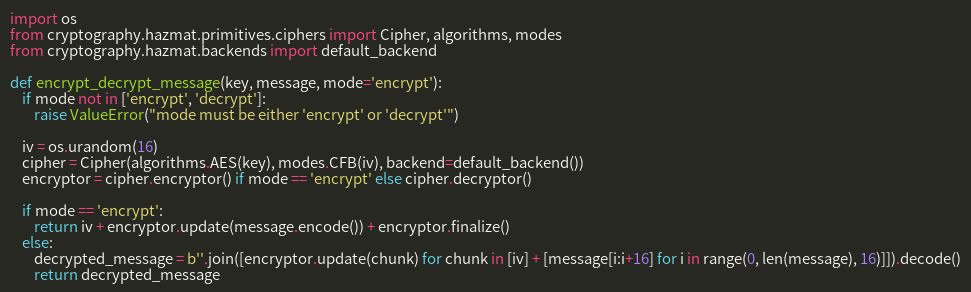 import os
from cryptography.hazmat.primitives.ciphers import Cipher, algorithms, modes
from cryptography.hazmat.backends import default_backend

def encrypt_decrypt_message(key, message, mode='encrypt'):
    if mode not in ['encrypt', 'decrypt']:
        raise ValueError("mode must be either 'encrypt' or 'decrypt'")

    iv = os.urandom(16)
    cipher = Cipher(algorithms.AES(key), modes.CFB(iv), backend=default_backend())
    encryptor = cipher.encryptor() if mode == 'encrypt' else cipher.decryptor()

    if mode == 'encrypt':
        return iv + encryptor.update(message.encode()) + encryptor.finalize()
    else:
        decrypted_message = b''.join([encryptor.update(chunk) for chunk in [iv] + [message[i:i+16] for i in range(0, len(message), 16)]]).decode()
        return decrypted_message